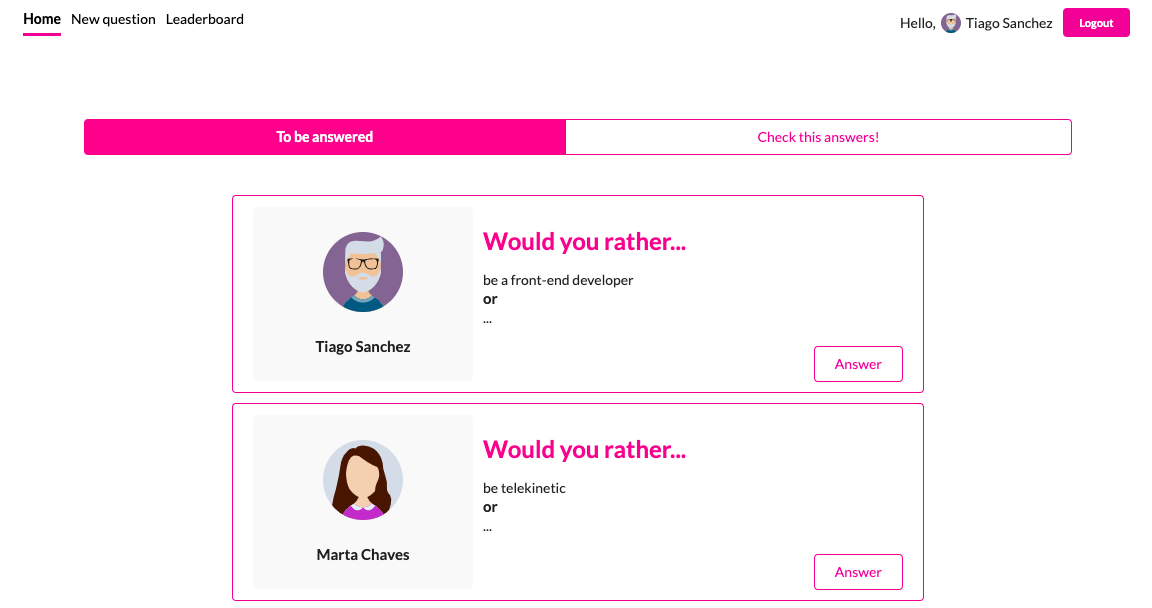 Home New question Leaderboard Hello, Tiago Sanchez Logout
To be answered Check this answers!
Would you rather...
be a front-end developer
or
...
Tiago Sanchez
Answer
Would you rather...
be telekinetic
or
...
Marta Chaves
Answer